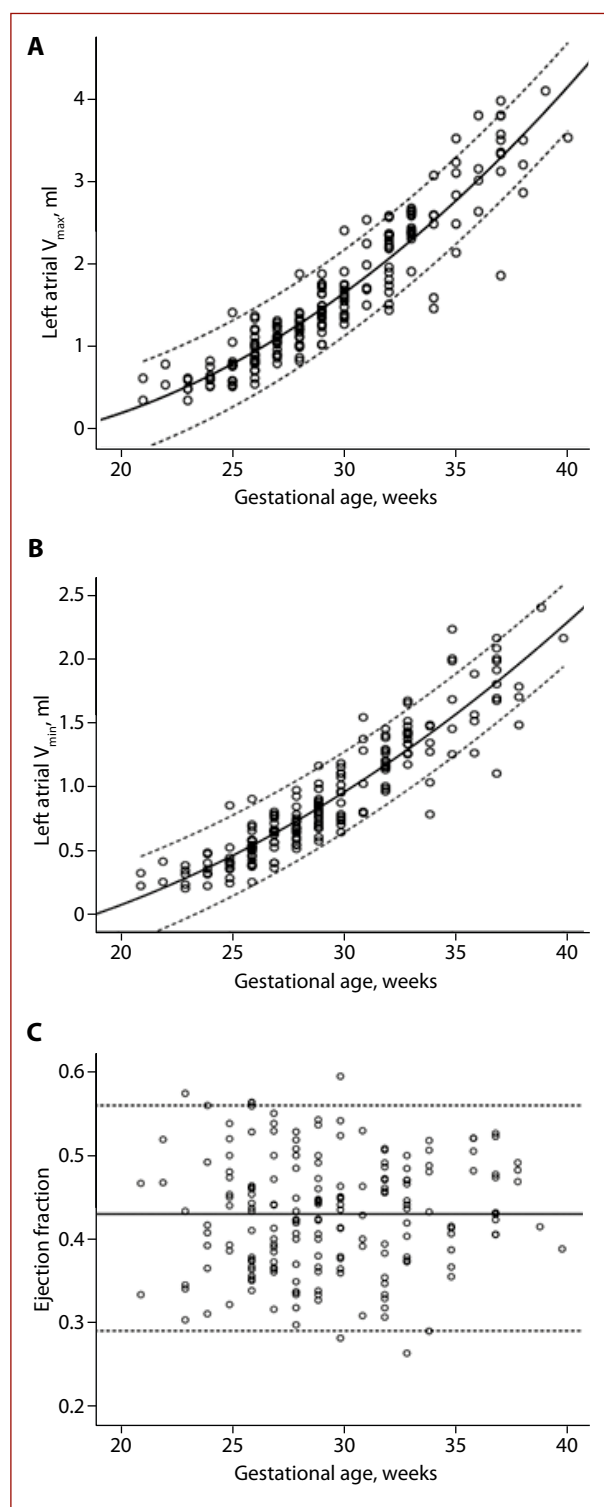 A
Left atrial Vmax, ml
4
3
2
1
0
20 25 30 35 40
Gestational age, weeks
B
Left atrial Vmin, ml
2.5
2.0
1.5
1.0
0.5
0
20 25 30 35 40
Gestational age, weeks
C
Ejection fraction
0.6
0.5
0.4
0.3
0.2
20 25 30 35 40
Gestational age, weeks